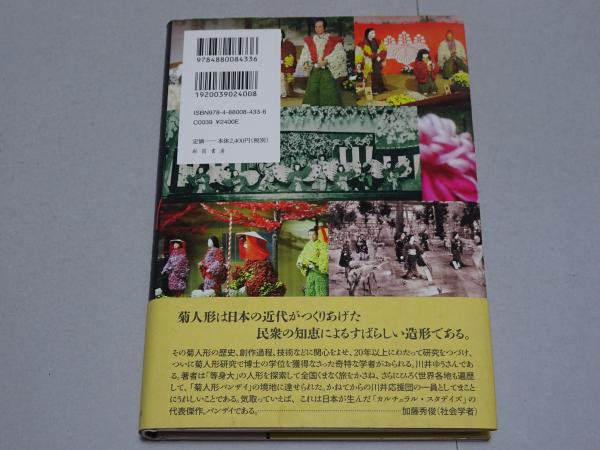 9784880084336
1920039024008
ISBN978-4-88008-433-6
C0039 ¥2400E
定価──本体2,400円(税別)
新宿書房
菊人形は日本の近代がつくりあげた
民衆の知恵によるすばらしい造形である。
その菊人形の歴史、創作過程、技術などに関心をよせ、20年以上にわたって研究をつづけ、
ついに菊人形研究で博士の学位を獲得なさった奇特な学者がおられる。川井ゆうさんであ
る。著者は「等身大」の人形を探索して全国くまなく旅をかさね、さらにひろく世界各地も遍歴
して、「菊人形バンザイ」の境地に達せられた。かねてからの川井応援団の一員としてまこと
にうれしいことである。気取っていえば、これは日本が生んだ「カルチュラル・スタデイズ」の
代表傑作。バンザイである。………加藤秀俊(社会学者)